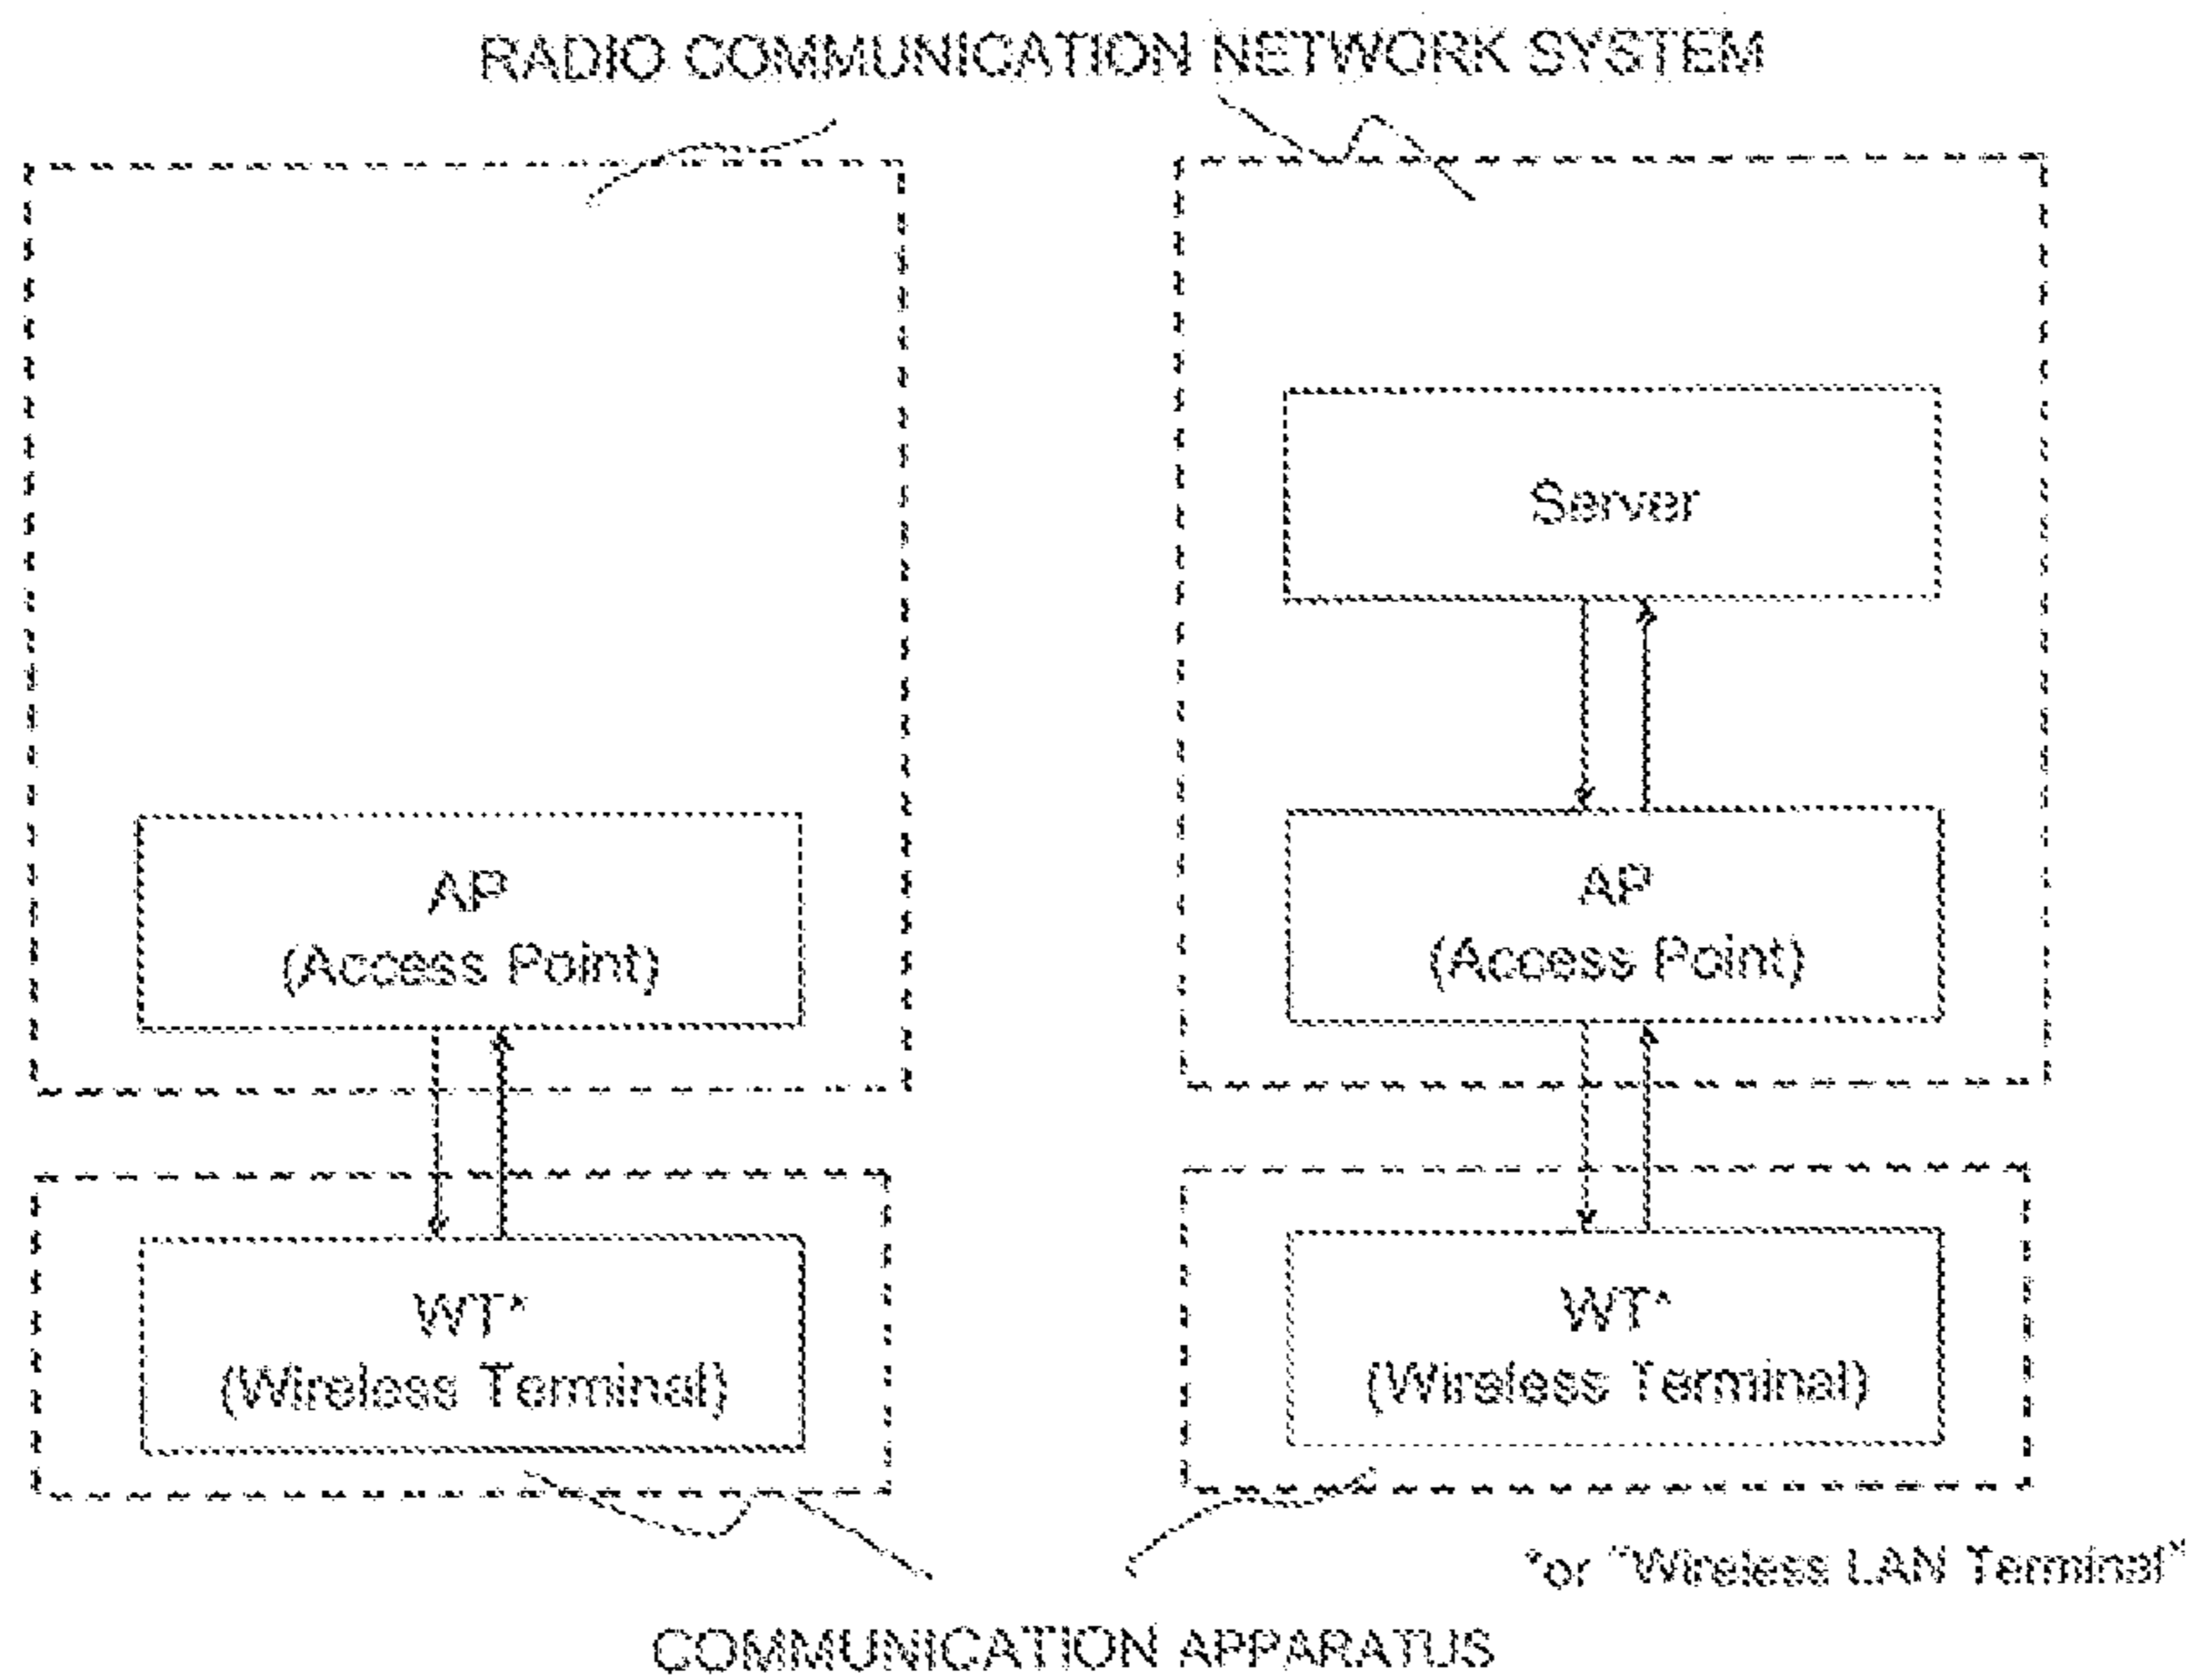 RADIO COMMUNICATION NETWORK SYSTEM
Server
AP
(Access Point)
AP
(Access Point)
WT*
(Wireless Terminal)
WT*
(Wireless Terminal)
*or "Wireless LAN Terminal"
COMMUNICATION APPARATUS